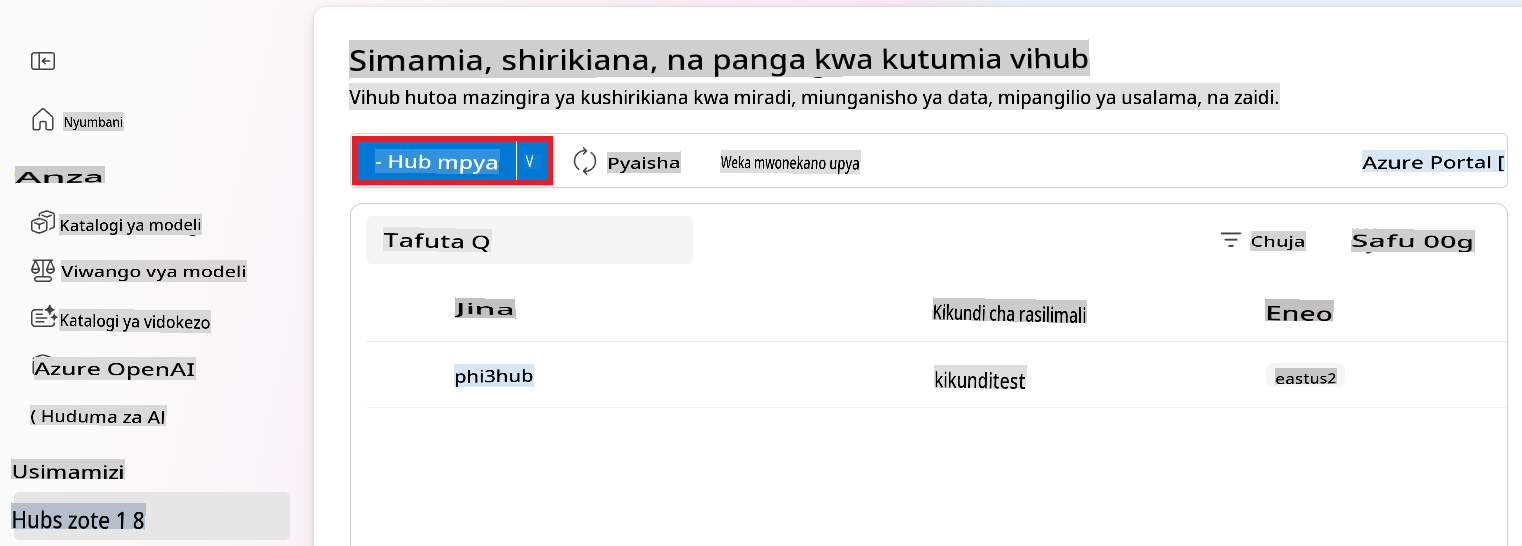 Nyumbani
Anza
Katalogi ya modeli
Viwango vya modeli
Katalogi ya vidokezo
Azure OpenAI
( Huduma za AI
Usimamizi
Hubs zote 1 8
Simamia, shirikiana, na panga kwa kutumia vihub
Vihub hutoa mazingira ya kushirikiana kwa miradi, miunganisho ya data, mipangilio ya usalama, na zaidi.
- Hub mpya V Pyaisha Weka mwonekano upya Azure Portal [
Tafuta Q Chuja Safu 00g
Jina Kikundi cha rasilimali Eneo
phi3hub kikunditest eastus2